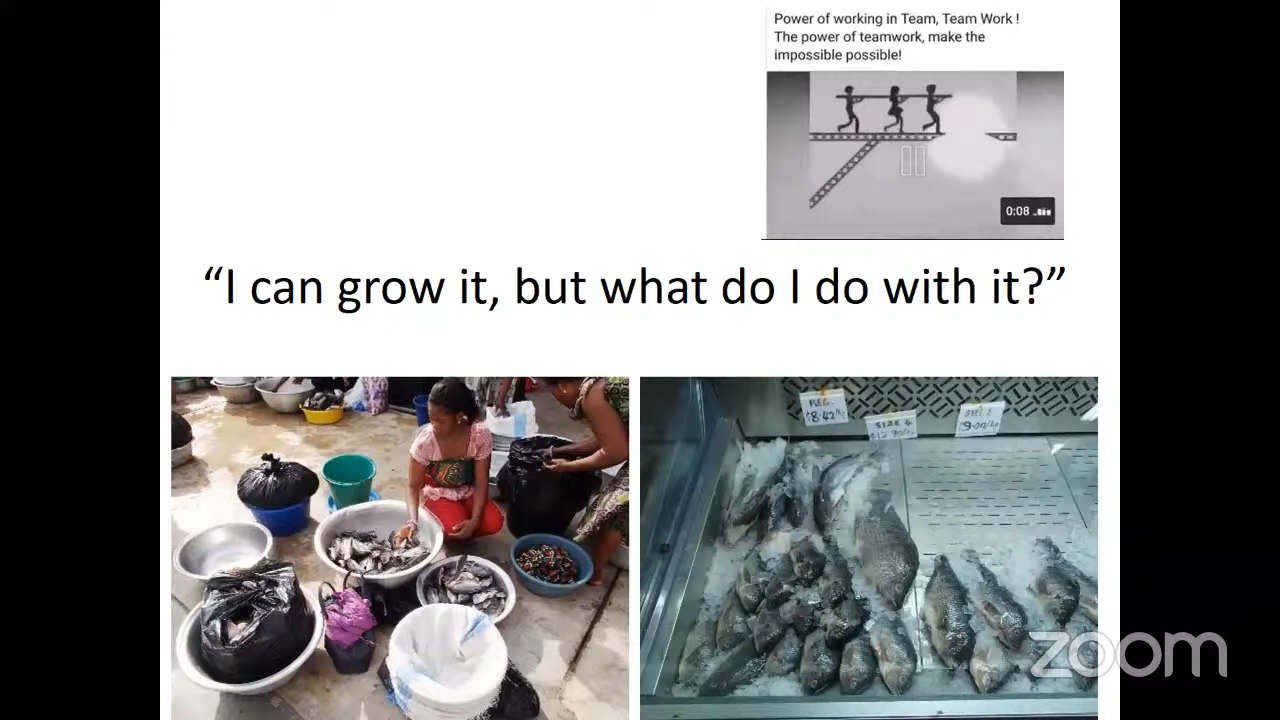 Power of working in Team, Team Work !
The power of teamwork, make the
impossible possible!
0:08
“I can grow it, but what do I do with it?”
zoom